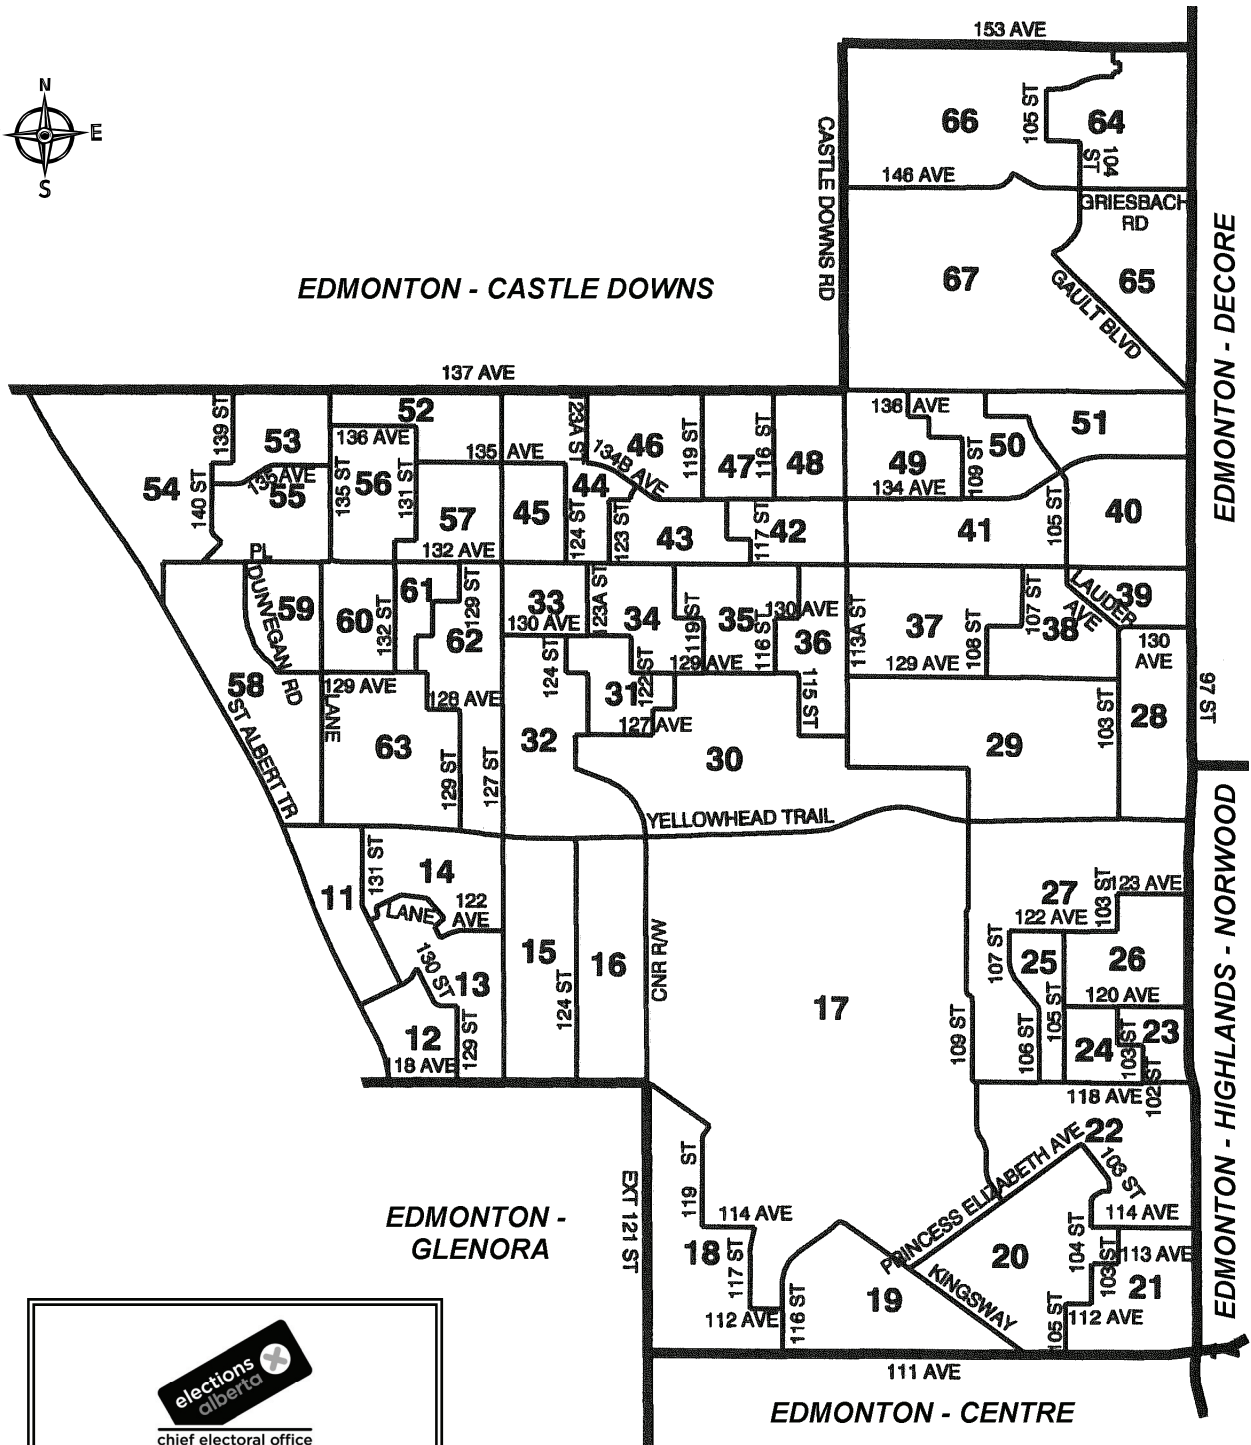 153 AVE
N
E
S
CASTLE DOWNS RD
66
105 ST
64
104 ST
146 AVE
GRIESBACH
RD
67
65
GAULT BLVD
EDMONTON - CASTLE DOWNS
EDMONTON - DECORE
137 AVE
139 ST
53
52
136 AVE
135 AVE
123A ST
46
134B AVE
119 ST
47
116 ST
48
136 AVE
49
109 ST
50
51
134 AVE
54
140 ST
135 AVE
55
135 ST
56
131 ST
57
45
44
124 ST
123 ST
43
117 ST
42
41
105 ST
40
132 AVE
PL
DUNVEGAN RD
59
60
132 ST
61
129 ST
62
33
130 AVE
123A ST
34
119 ST
35
116 ST
130 AVE
36
113A ST
37
108 ST
107 ST
38
LAUDER AVE
39
130
AVE
129 AVE
129 AVE
129 AVE
58
ST ALBERT TR
LANE
63
128 AVE
129 ST
127 ST
32
124 ST
31
122 ST
127 AVE
115 ST
30
29
103 ST
28
97 ST
YELLOWHEAD TRAIL
11
131 ST
14
LANE
122
AVE
130 ST
13
12
129 ST
118 AVE
15
124 ST
16
CNR R/W
17
109 ST
27
103 ST
123 AVE
122 AVE
107 ST
25
26
120 AVE
106 ST
105 ST
24
103 ST
23
102 ST
118 AVE
EDMONTON - HIGHLANDS - NORWOOD
22
PRINCESS ELIZABETH AVE
103 ST
114 AVE
EXT 121 ST
119 ST
114 AVE
18
117 ST
112 AVE
116 ST
19
KINGSWAY
20
104 ST
103 ST
113 AVE
21
105 ST
112 AVE
111 AVE
EDMONTON -
GLENORA
EDMONTON - CENTRE
elections
alberta
chief electoral office